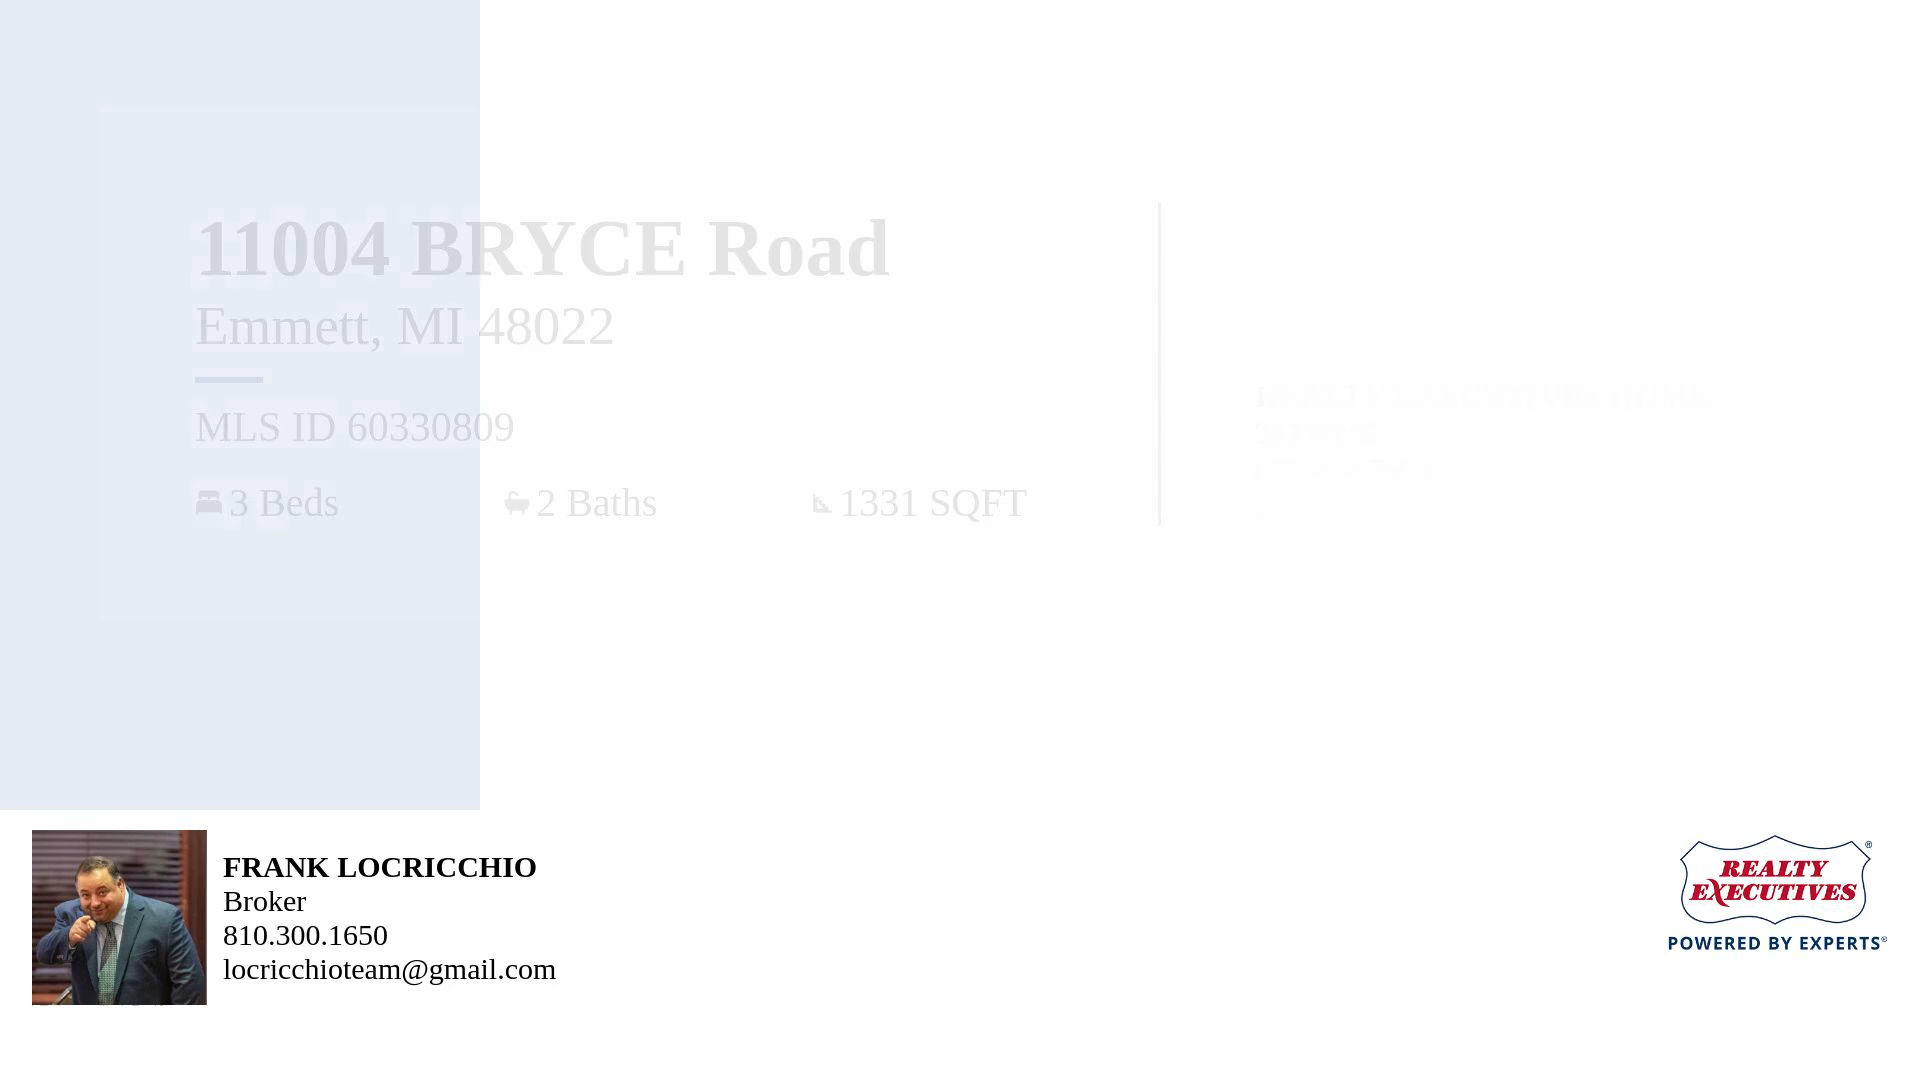 11004 BRYCE Road
Emmett, MI 48022
MLS ID 60330809
3 Beds
2 Baths
1331 SQFT
FRANK LOCRICCHIO
Broker
810.300.1650
locricchioteam@gmail.com
REALTY
EXECUTIVES
®
POWERED BY EXPERTS®